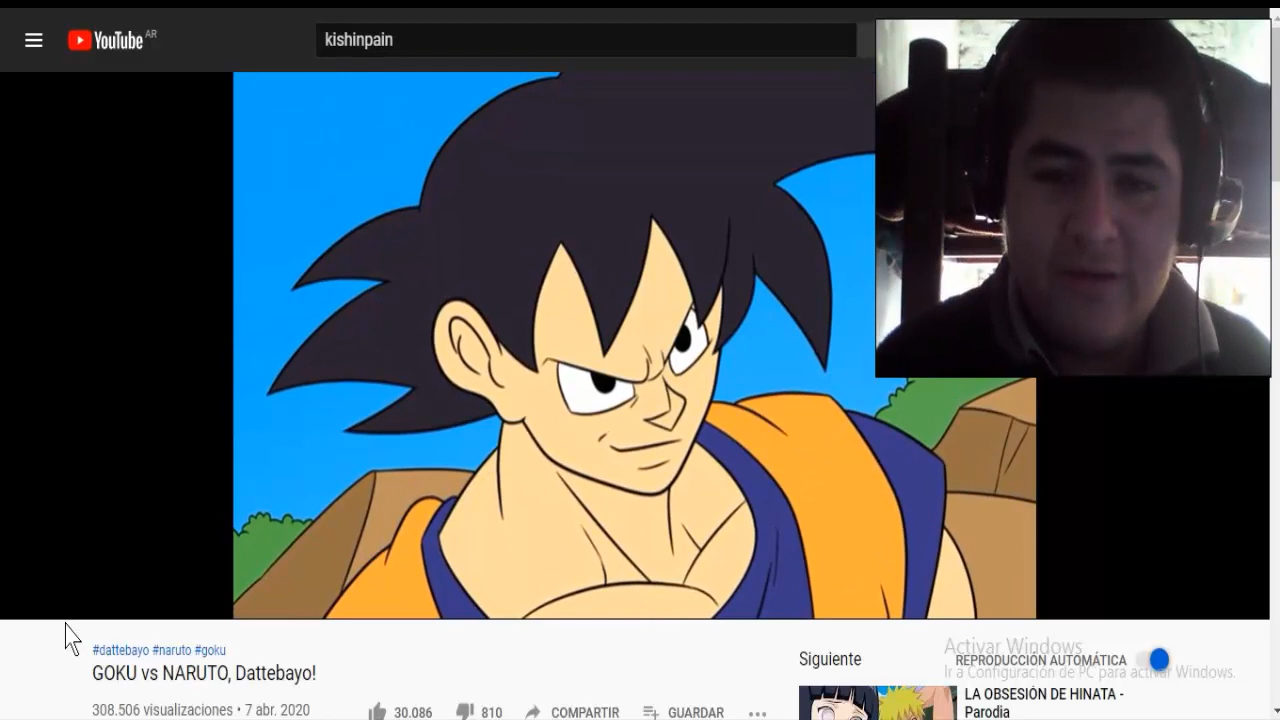 YouTube AR
kishinpain
#dattebayo #naruto #goku
GOKU vs NARUTO, Dattebayo!
308.506 visualizaciones • 7 abr. 2020
30.086
810
COMPARTIR
GUARDAR
Siguiente
Activar Windows
REPRODUCCIÓN AUTOMÁTICA
Ir a Configuración de PC para activar Windows.
LA OBSESIÓN DE HINATA -
Parodia